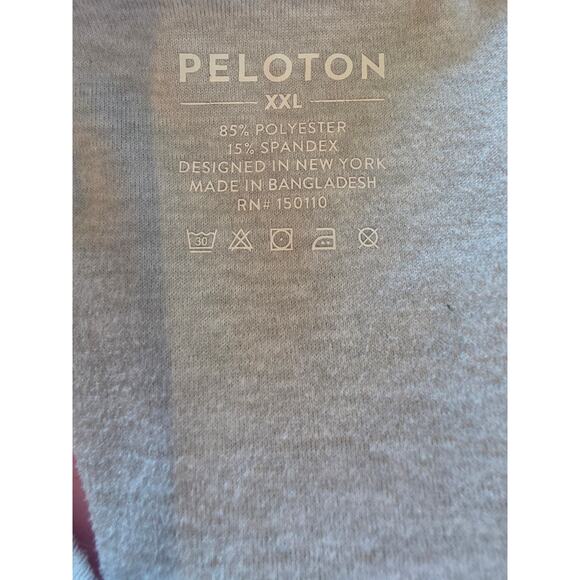 PELOTON
XXL
85% POLYESTER
15% SPANDEX
DESIGNED IN NEW YORK
MADE IN BANGLADESH
RN# 150110
30